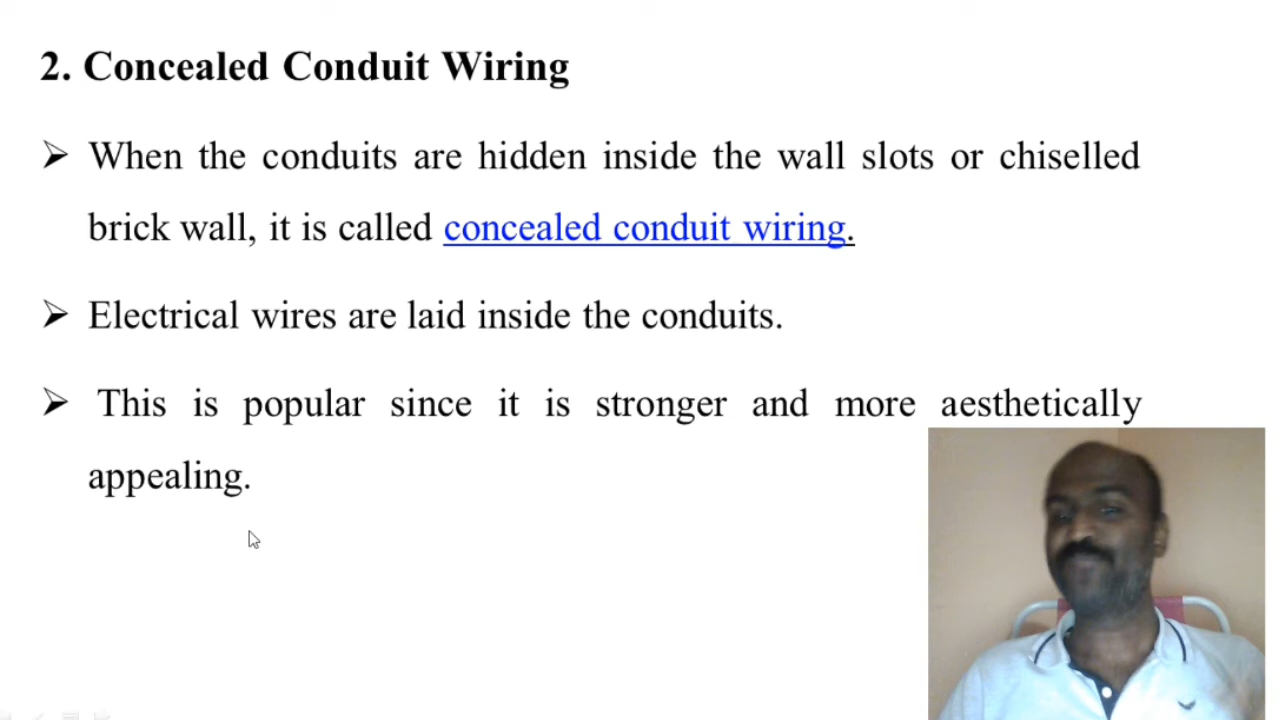 2. Concealed Conduit Wiring
➢ When the conduits are hidden inside the wall slots or chiselled
brick wall, it is called concealed conduit wiring.
➢ Electrical wires are laid inside the conduits.
➢ This is popular since it is stronger and more aesthetically
appealing.